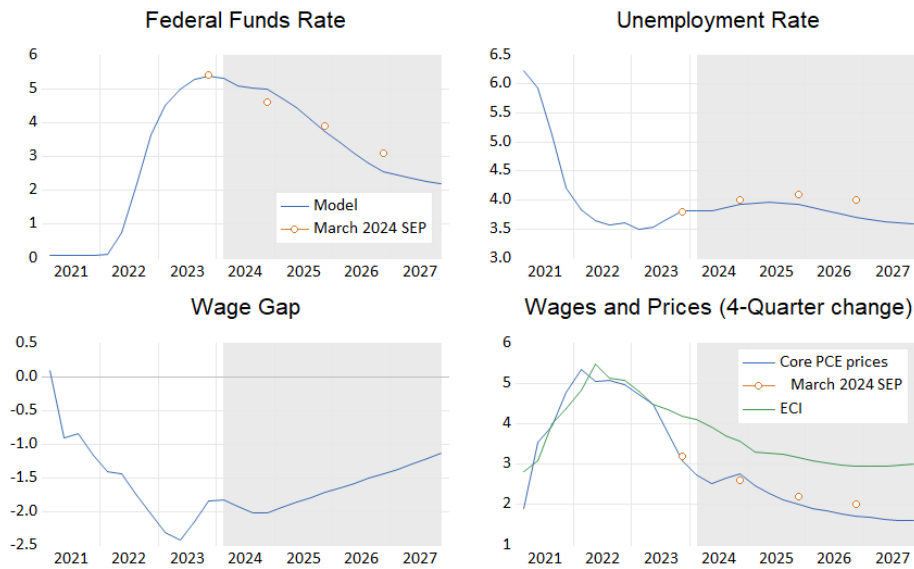 Federal Funds Rate
6
5
4
3
2
1
0
2021 2022 2023 2024 2025 2026 2027
Model
March 2024 SEP
Unemployment Rate
6.5
6.0
5.5
5.0
4.5
4.0
3.5
3.0
2021 2022 2023 2024 2025 2026 2027
Wage Gap
0.5
0.0
-0.5
-1.0
-1.5
-2.0
-2.5
2021 2022 2023 2024 2025 2026 2027
Wages and Prices (4-Quarter change)
6
5
4
3
2
1
2021 2022 2023 2024 2025 2026 2027
Core PCE prices
March 2024 SEP
ECI